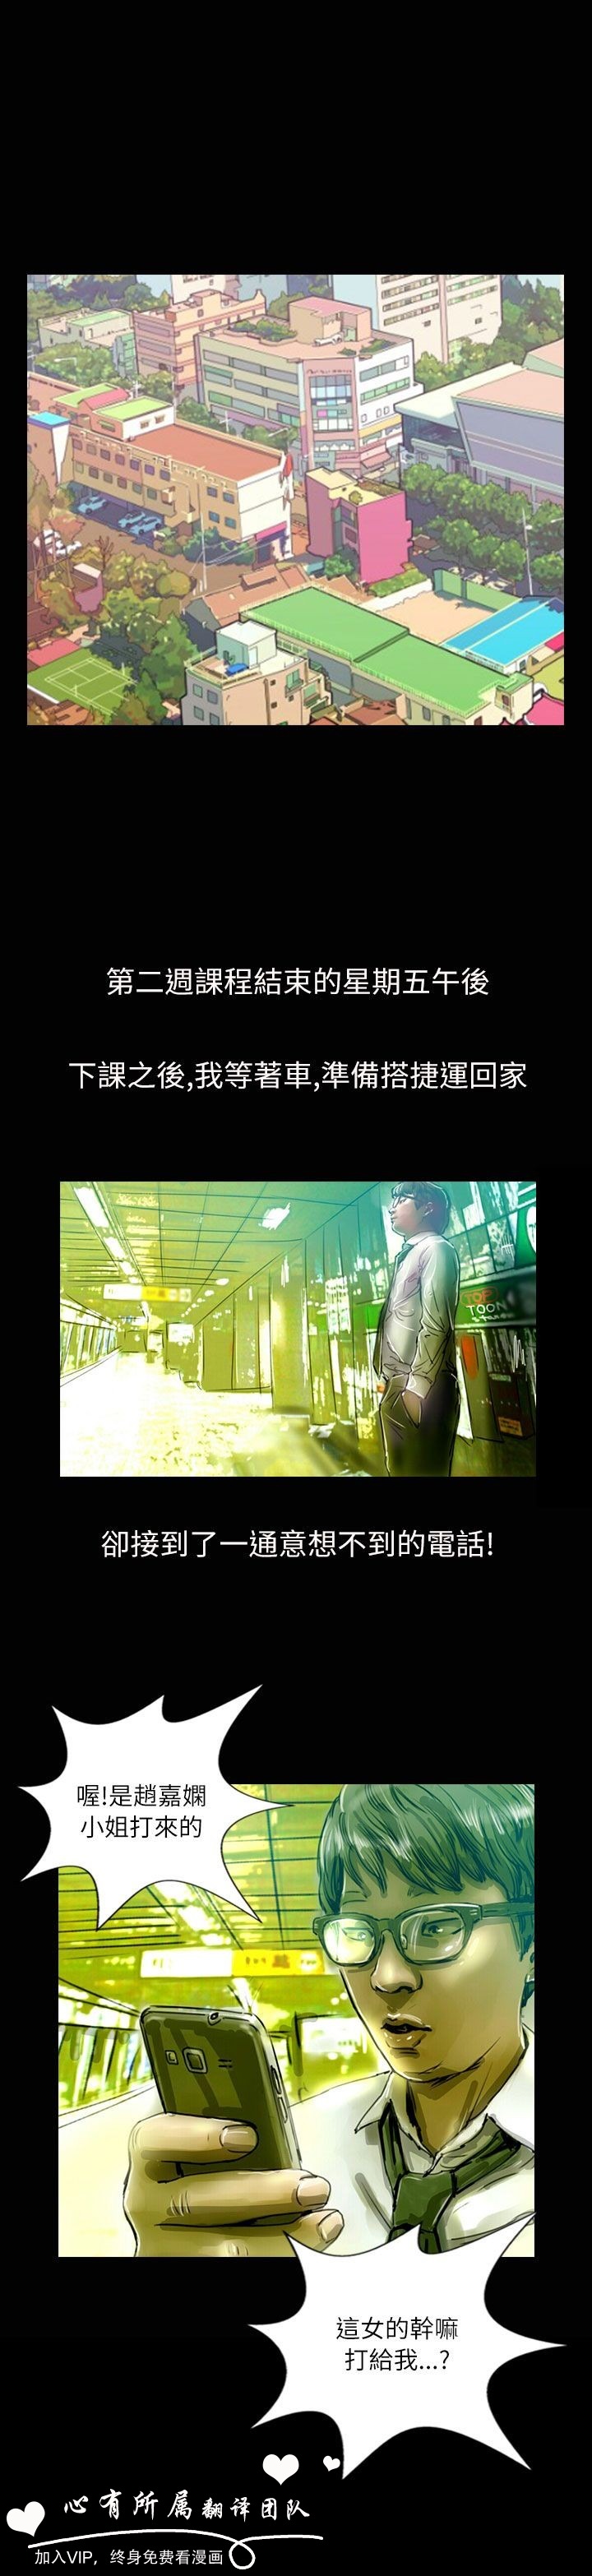 第二週課程結束的星期五午後
下課之後,我等著車,準備搭捷運回家
TOP
TOON
卻接到了一通意想不到的電話!
喔!是趙嘉嫻
小姐打來的
這女的幹嘛
打給我...?
心有所属翻译团队
加入VIP，终身免费看漫画